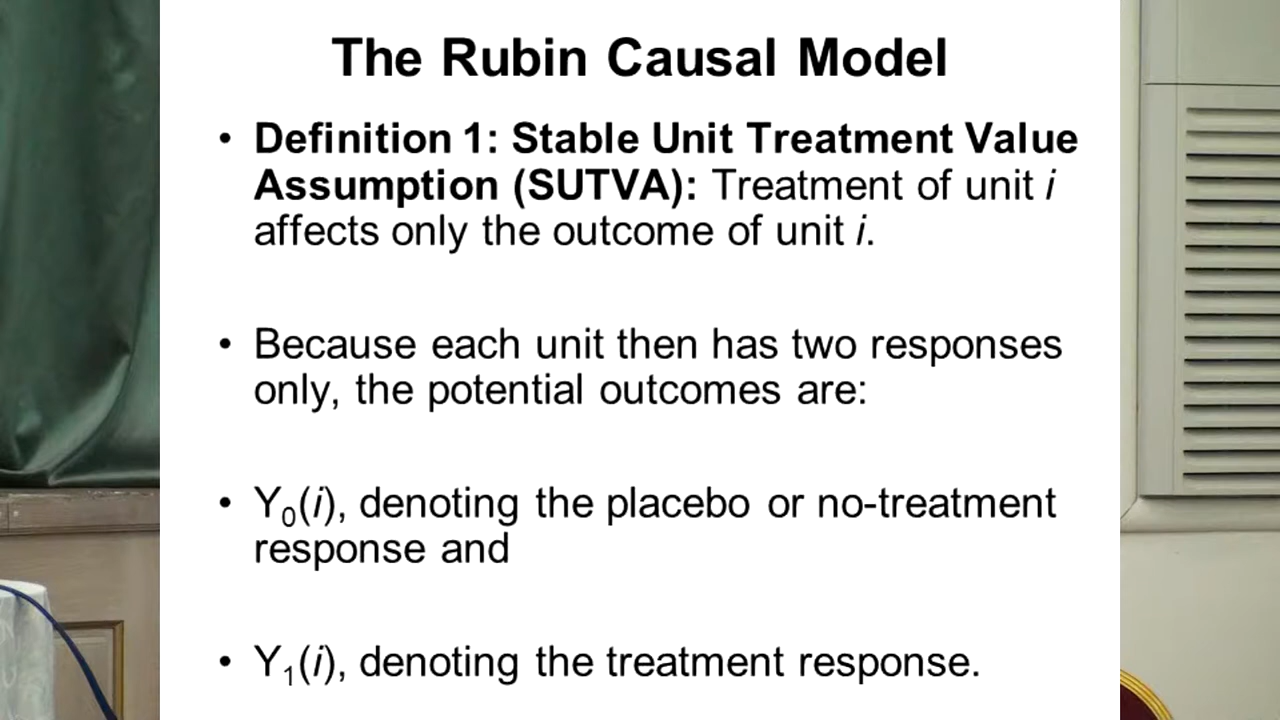 The Rubin Causal Model
• Definition 1: Stable Unit Treatment Value
Assumption (SUTVA): Treatment of unit i
affects only the outcome of unit i.
• Because each unit then has two responses
only, the potential outcomes are:
• Y₀(i), denoting the placebo or no-treatment
response and
• Y₁(i), denoting the treatment response.